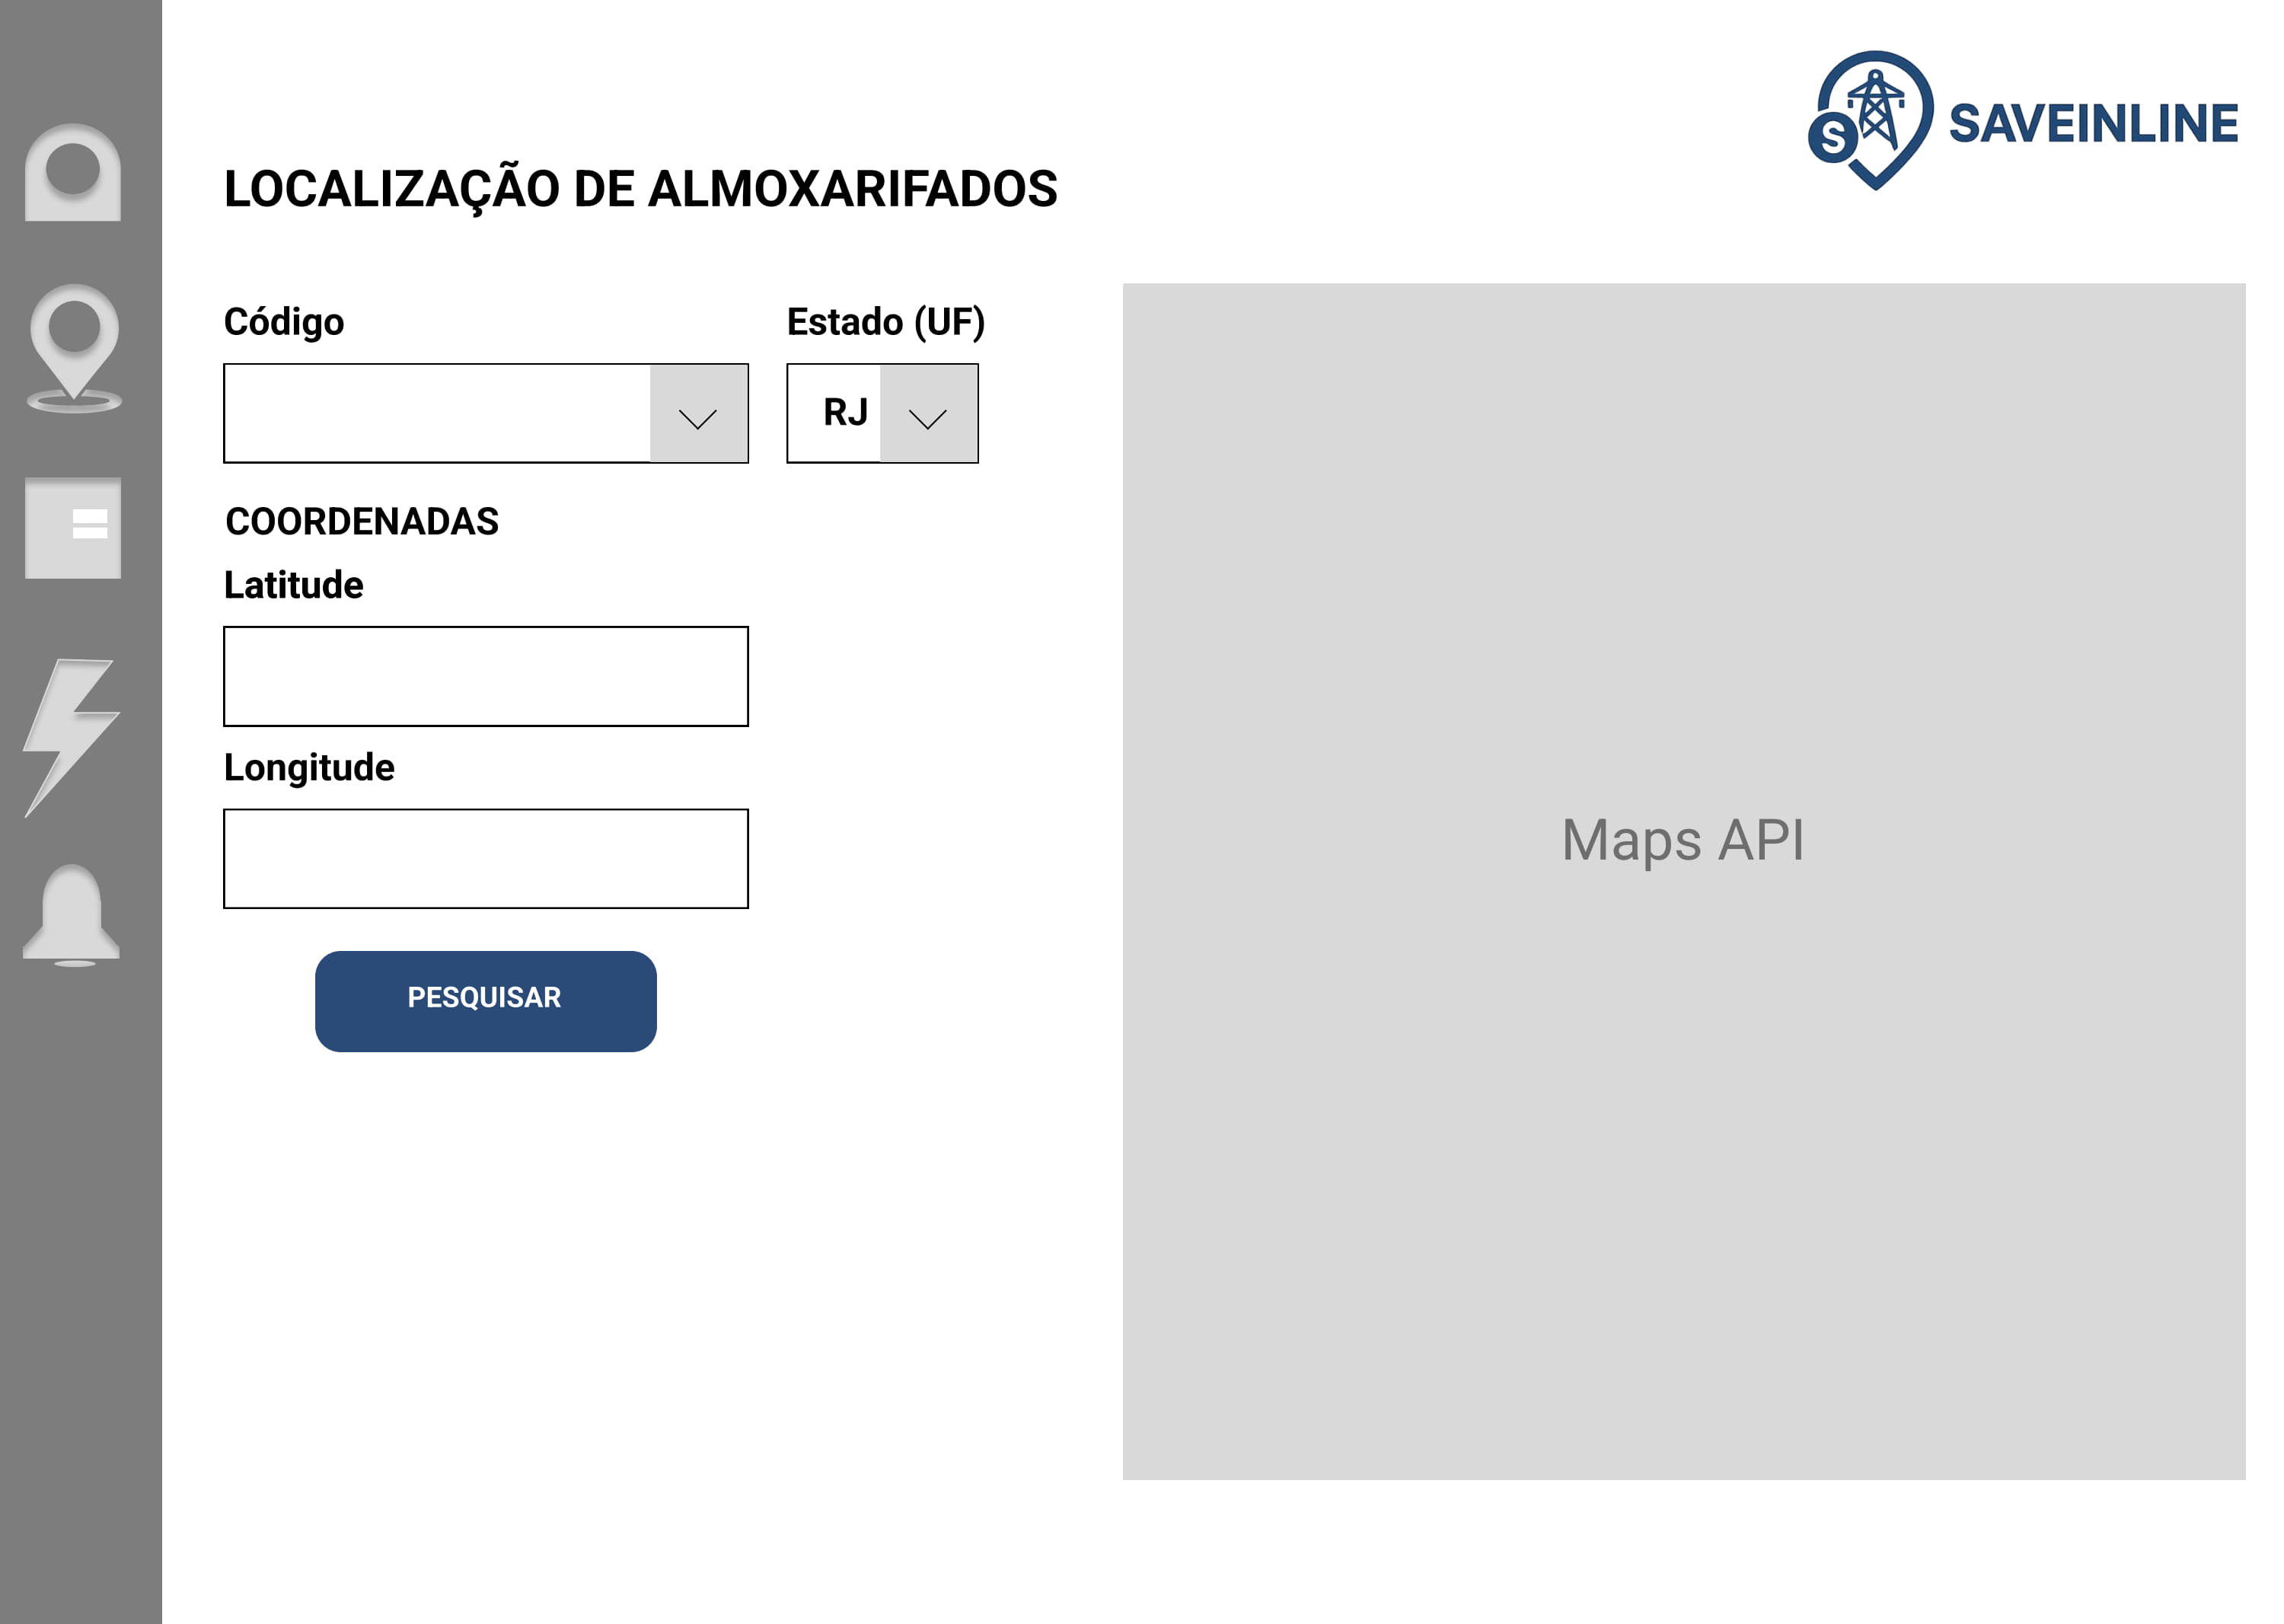 S SAVEINLINE
LOCALIZAÇÃO DE ALMOXARIFADOS
Código
Estado (UF)
RJ
COORDENADAS
Latitude
Longitude
PESQUISAR
Maps API